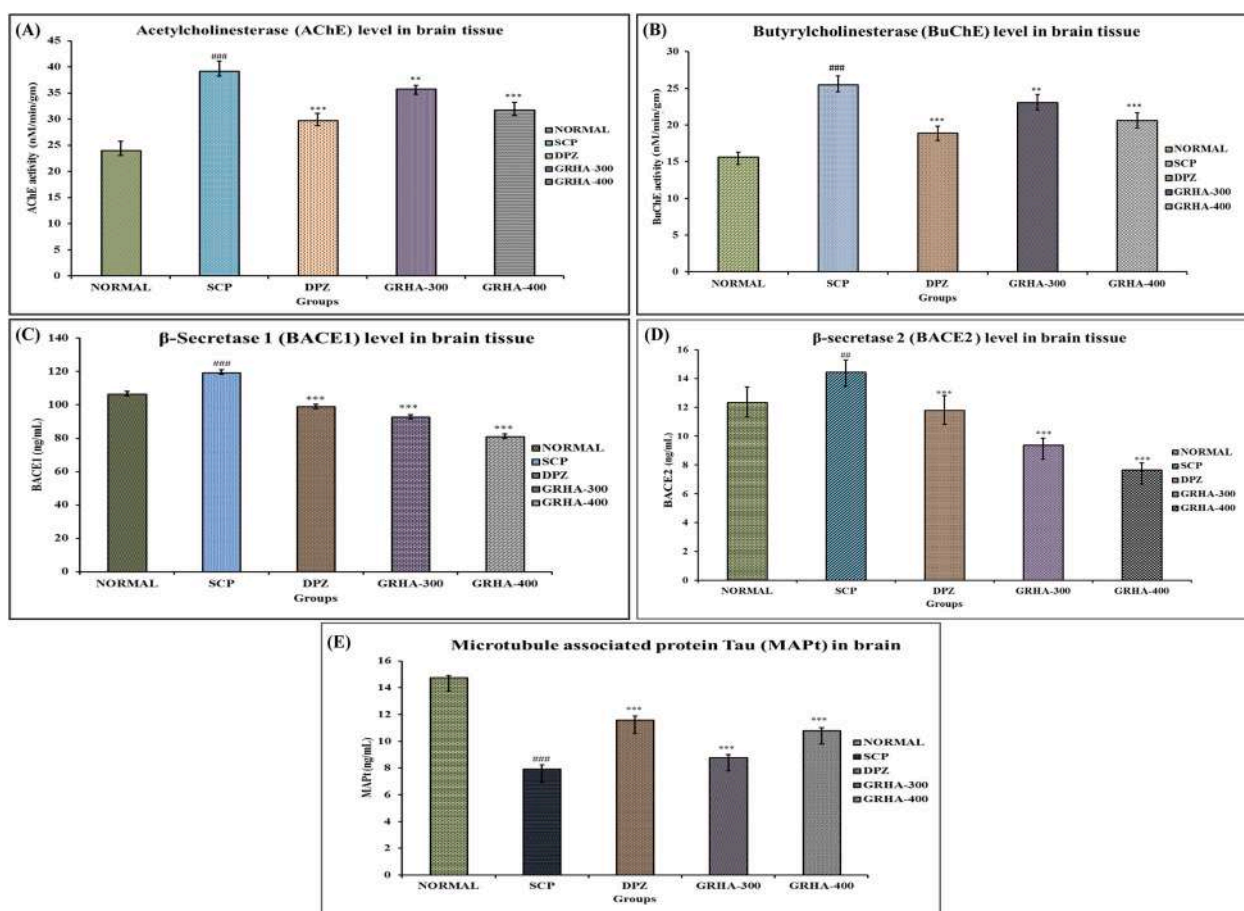 (A)
Acetylcholinesterase (AChE) level in brain tissue
AChE activity (nM/min/gm)
45
40
35
30
25
20
15
10
5
0
###
***
**
***
NORMAL
SCP
DPZ
GRHA-300
GRHA-400
NORMAL SCP DPZ GRHA-300 GRHA-400
Groups
(B)
Butyrylcholinesterase (BuChE) level in brain tissue
BuChE activity (nM/min/gm)
30
25
20
15
10
5
0
###
***
**
***
NORMAL
SCP
DPZ
GRHA-300
GRHA-400
NORMAL SCP DPZ GRHA-300 GRHA-400
Groups
(C)
β-Secretase 1 (BACE1) level in brain tissue
BACE1 (ng/mL)
140
120
100
80
60
40
20
0
###
***
***
***
NORMAL
SCP
DPZ
GRHA-300
GRHA-400
NORMAL SCP DPZ GRHA-300 GRHA-400
Groups
(D)
β-secretase 2 (BACE2) level in brain tissue
BACE2 (ng/mL)
16
14
12
10
8
6
4
2
0
##
***
***
***
NORMAL
SCP
DPZ
GRHA-300
GRHA-400
NORMAL SCP DPZ GRHA-300 GRHA-400
Groups
(E)
Microtubule associated protein Tau (MAPt) in brain
MAPt (ng/mL)
16
14
12
10
8
6
4
2
0
###
***
***
***
NORMAL
SCP
DPZ
GRHA-300
GRHA-400
NORMAL SCP DPZ GRHA-300 GRHA-400
Groups